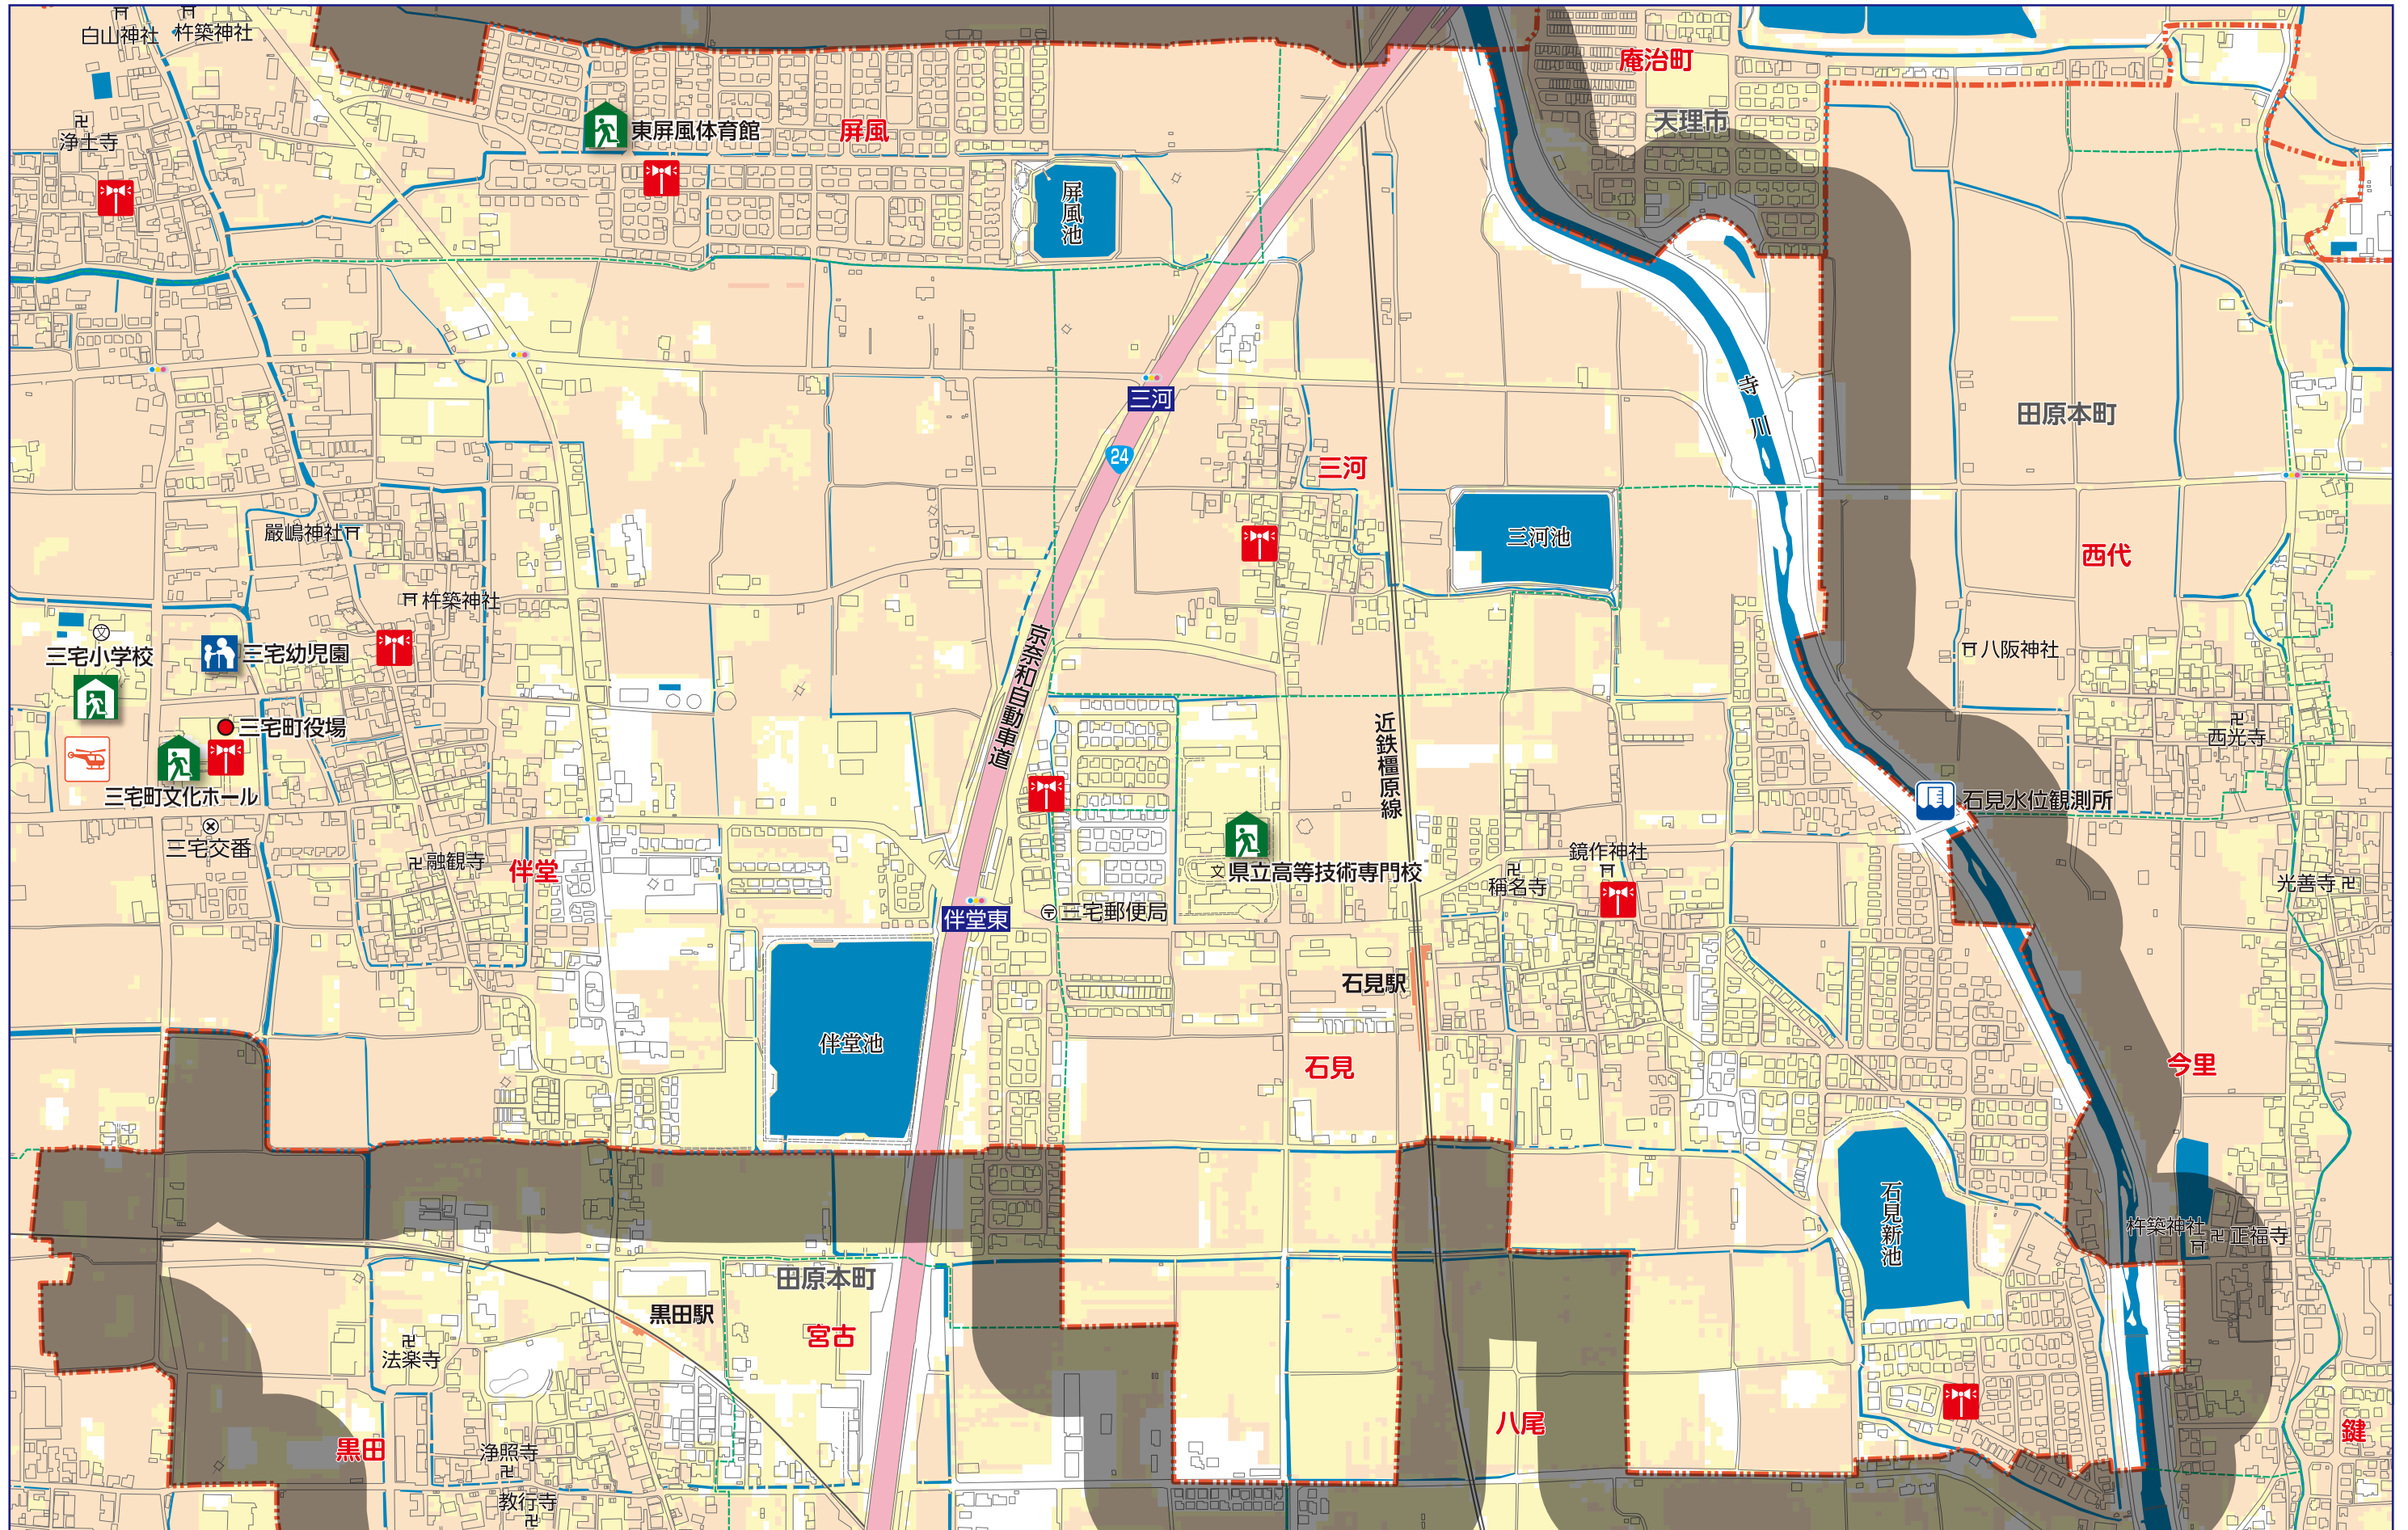 白山神社
杵築神社
庵治町
天理市
浄土寺
東屏風体育館
屏風
屏風池
寺川
田原本町
三河
24
三河
嚴嶋神社
三河池
西代
杵築神社
三宅小学校
三宅幼児園
八阪神社
京奈和自動車道
近鉄橿原線
三宅町役場
西光寺
三宅町文化ホール
石見水位観測所
三宅交番
融観寺
伴堂
県立高等技術専門校
鏡作神社
稱名寺
光善寺
伴堂東
三宅郵便局
石見駅
伴堂池
石見
今里
石見新池
杵築神社
正福寺
田原本町
黒田駅
宮古
法楽寺
八尾
鍵
黒田
浄照寺
教行寺
文
文